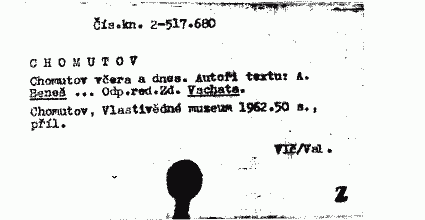 Čís.kn. 2-517.680
CHOMUTOV
Chomutov včera a dnes. Autoři textu: A.
Beneš ... Odp.red.Zd. Vachata.
Chomutov, Vlastivědné museum 1962.50 s.,
příl.
Vlč/Val.
Z